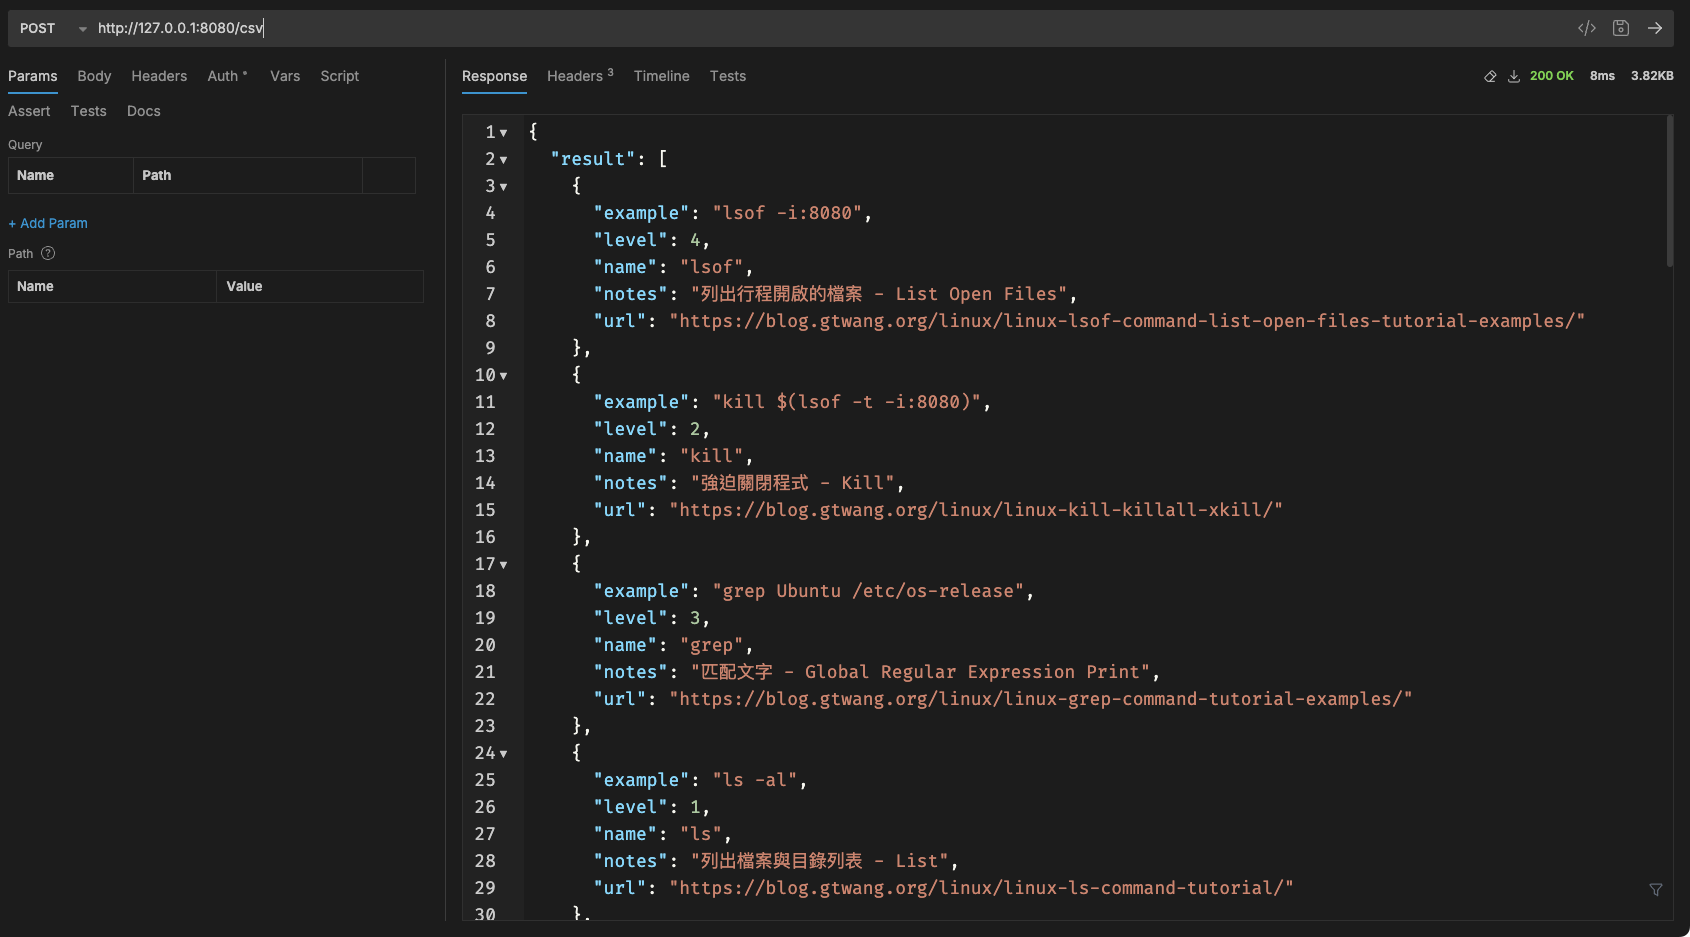 POST http://127.0.0.1:8080/csv
Params Body Headers Auth Vars Script
Assert Tests Docs
Query
Name Path
+ Add Param
Path ?
Name Value
Response Headers 3 Timeline Tests 200 OK 8ms 3.82KB
1 {
2 "result": [
3 {
4 "example": "lsof -i:8080",
5 "level": 4,
6 "name": "lsof",
7 "notes": "列出行程開啟的檔案 - List Open Files",
8 "url": "https://blog.gtwang.org/linux/linux-lsof-command-list-open-files-tutorial-examples/"
9 },
10 {
11 "example": "kill $(lsof -t -i:8080)",
12 "level": 2,
13 "name": "kill",
14 "notes": "強迫關閉程式 - Kill",
15 "url": "https://blog.gtwang.org/linux/linux-kill-killall-xkill/"
16 },
17 {
18 "example": "grep Ubuntu /etc/os-release",
19 "level": 3,
20 "name": "grep",
21 "notes": "匹配文字 - Global Regular Expression Print",
22 "url": "https://blog.gtwang.org/linux/linux-grep-command-tutorial-examples/"
23 },
24 {
25 "example": "ls -al",
26 "level": 1,
27 "name": "ls",
28 "notes": "列出檔案與目錄列表 - List",
29 "url": "https://blog.gtwang.org/linux/linux-ls-command-tutorial/"
30 },